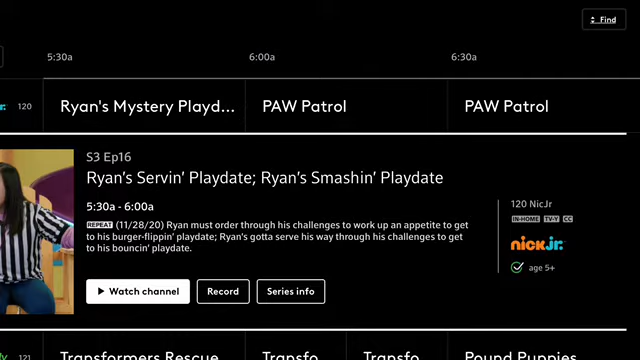 Find
5:30a
6:00a
6:30a
120
Ryan's Mystery Playd...
PAW Patrol
PAW Patrol
S3 Ep16
Ryan's Servin' Playdate; Ryan's Smashin' Playdate
5:30a - 6:00a
REPEAT (11/28/20) Ryan must order through his challenges to work up an appetite to get
to his burger-flippin' playdate; Ryan's gotta serve his way through his challenges to get
to his bouncin' playdate.
120 NicJr
IN-HOME TV-Y CC
nick jr.
age 5+
Watch channel
Record
Series info
121
Transformers Rescue
Transfo
Transfo
Pound Puppies